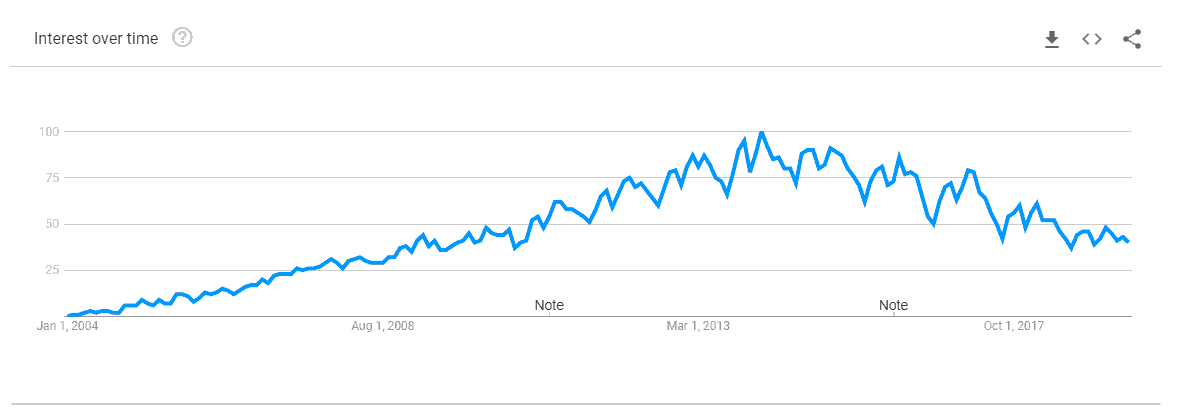 Interest over time
100
75
50
25
Note
Note
Jan 1, 2004
Aug 1, 2008
Mar 1, 2013
Oct 1, 2017